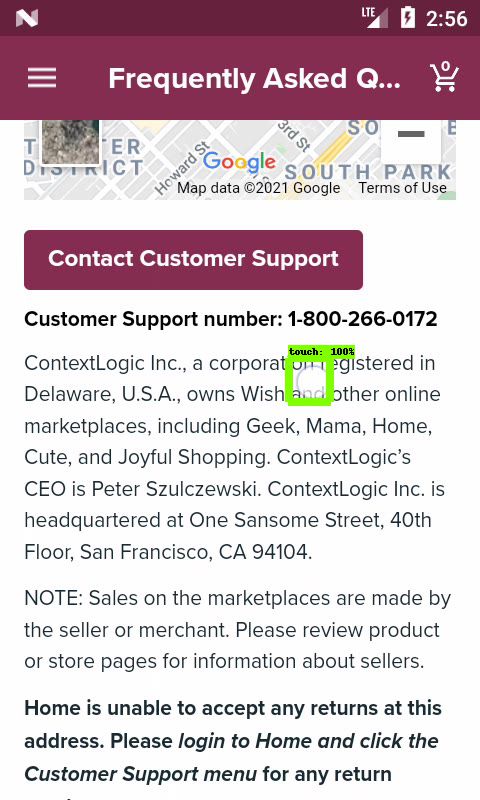 LTE 2:56
Frequently Asked Q... 0
3rd St
SO
TER
DISTRICT
Howard St
Google
SOUTH PARK
Map data ©2021 Google Terms of Use
Contact Customer Support
Customer Support number: 1-800-266-0172
touch: 100%
ContextLogic Inc., a corporation registered in
Delaware, U.S.A., owns Wish and other online
marketplaces, including Geek, Mama, Home,
Cute, and Joyful Shopping. ContextLogic's
CEO is Peter Szulczewski. ContextLogic Inc. is
headquartered at One Sansome Street, 40th
Floor, San Francisco, CA 94104.
NOTE: Sales on the marketplaces are made by
the seller or merchant. Please review product
or store pages for information about sellers.
Home is unable to accept any returns at this
address. Please login to Home and click the
Customer Support menu for any return